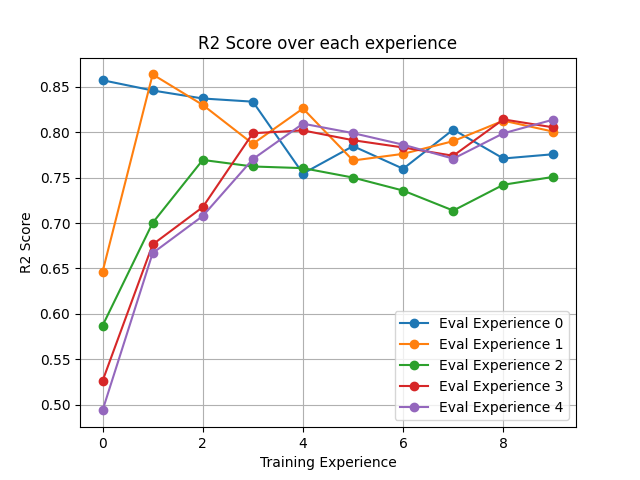 R2 Score over each experience
0.85
0.80
0.75
0.70
0.65
0.60
0.55
0.50
R2 Score
0 2 4 6 8
Training Experience
Eval Experience 0
Eval Experience 1
Eval Experience 2
Eval Experience 3
Eval Experience 4